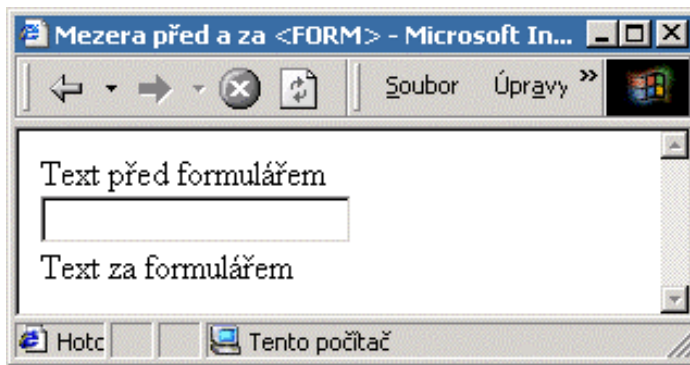 Mezera před a za <FORM> - Microsoft In...
Soubor Úpravy »
Text před formulářem
Text za formulářem
Hotc Tento počítač